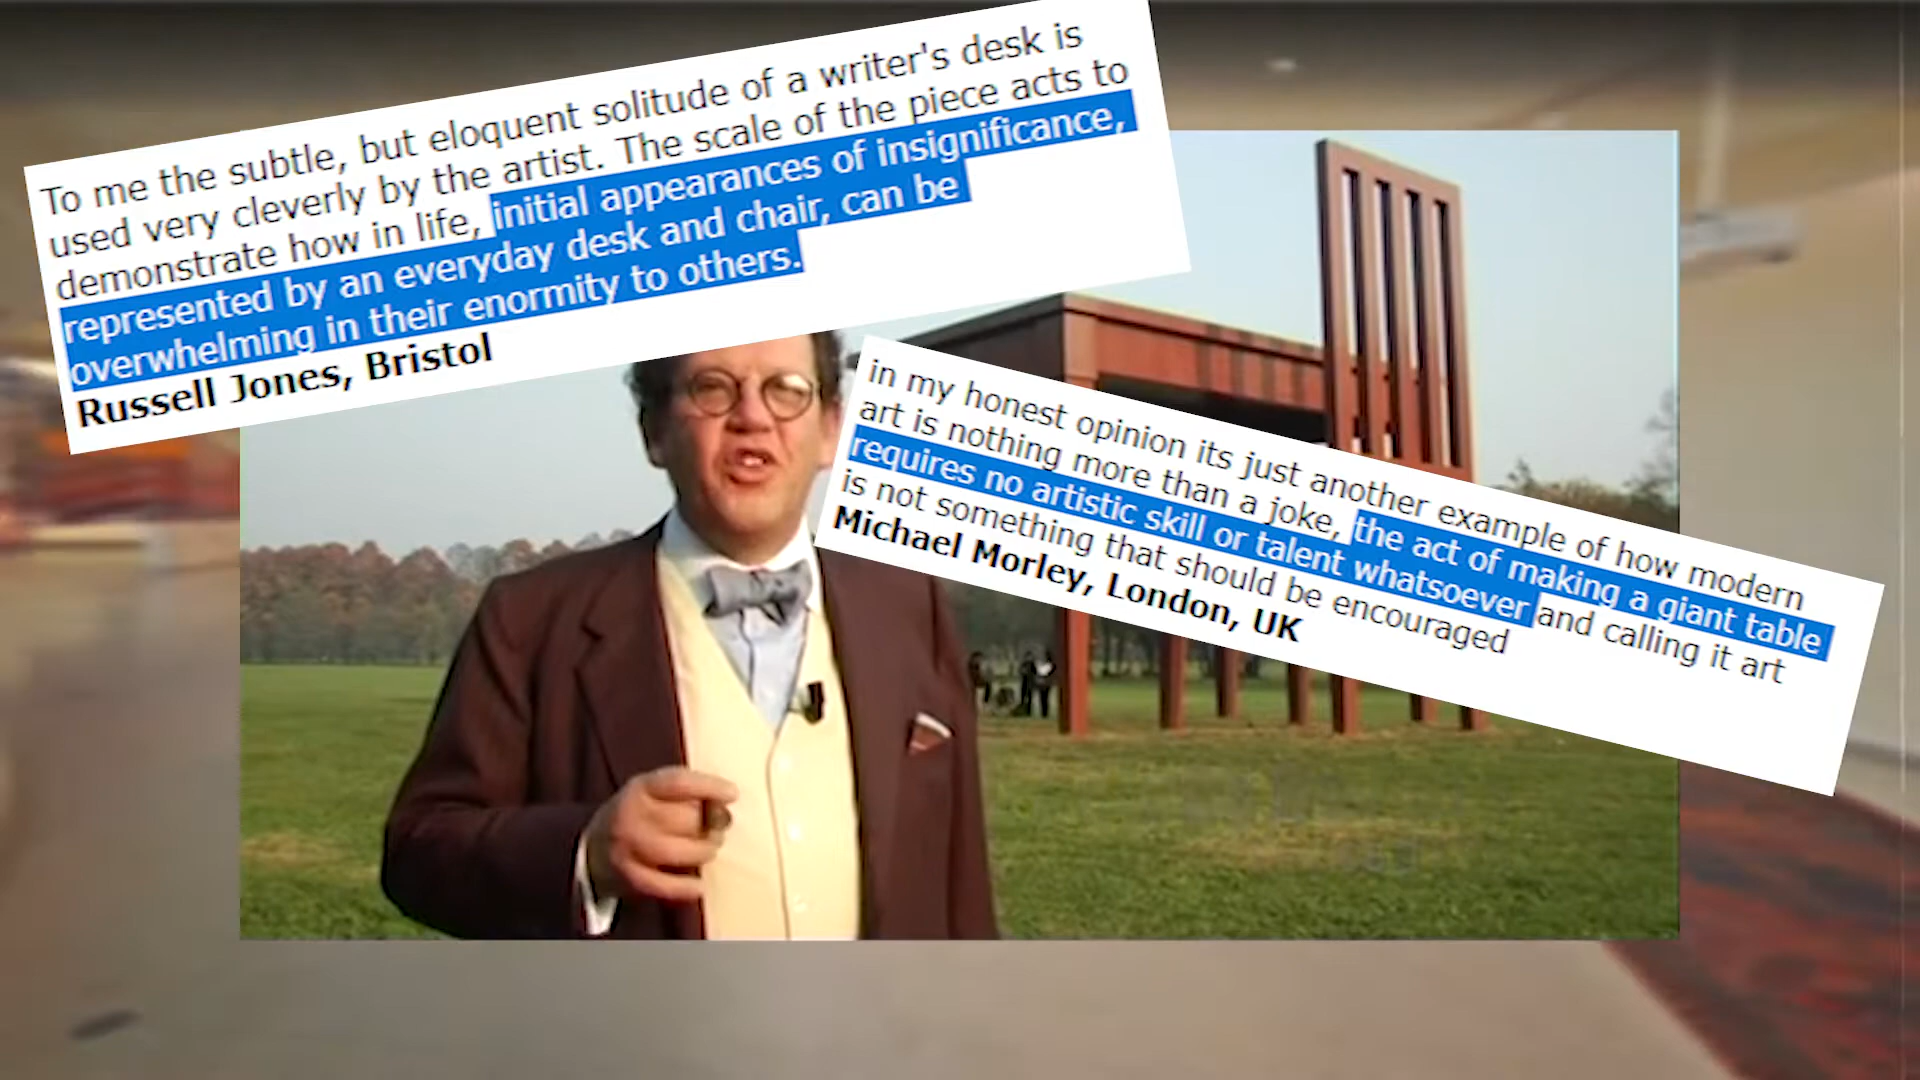 To me the subtle, but eloquent solitude of a writer's desk is
used very cleverly by the artist. The scale of the piece acts to
demonstrate how in life, initial appearances of insignificance,
represented by an everyday desk and chair, can be
overwhelming in their enormity to others.
Russell Jones, Bristol
in my honest opinion its just another example of how modern
art is nothing more than a joke, the act of making a giant table
requires no artistic skill or talent whatsoever and calling it art
is not something that should be encouraged
Michael Morley, London, UK